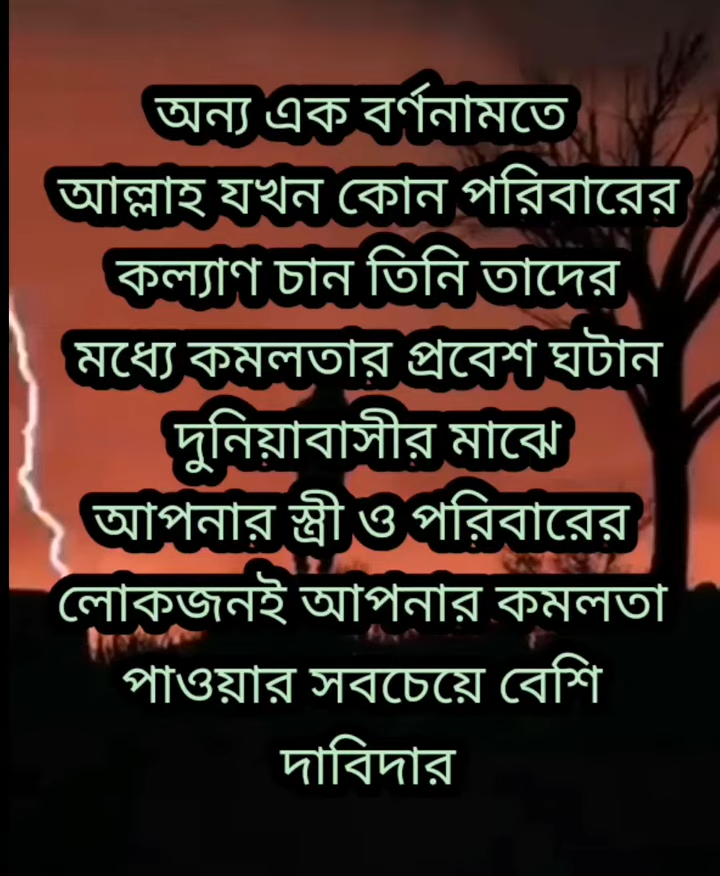 অন্য এক বর্ণনামতে
আল্লাহ যখন কোন পরিবারের
কল্যাণ চান তিনি তাদের
মধ্যে কমলতার প্রবেশ ঘটান
দুনিয়াবাসীর মাঝে
আপনার স্ত্রী ও পরিবারের
লোকজনই আপনার কমলতা
পাওয়ার সবচেয়ে বেশি
দাবিদার